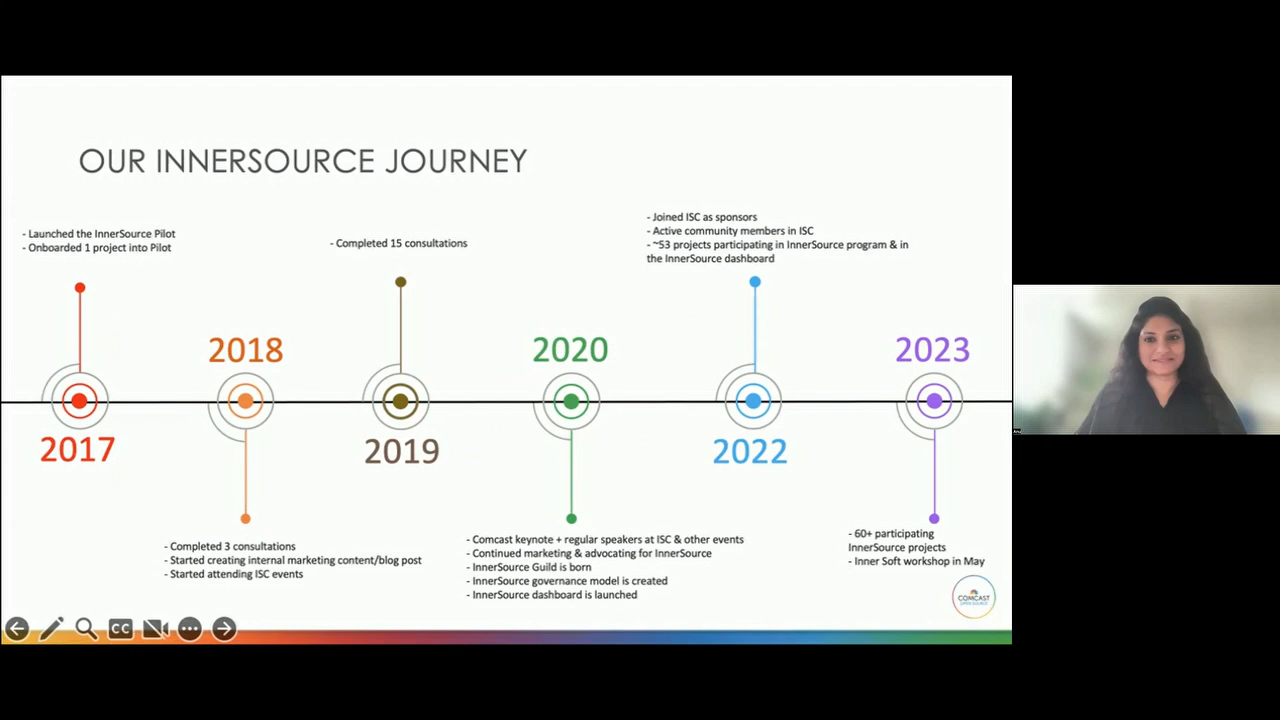 OUR INNERSOURCE JOURNEY
- Launched the InnerSource Pilot
- Onboarded 1 project into Pilot
2017
2018
- Completed 3 consultations
- Started creating internal marketing content/blog post
- Started attending ISC events
- Completed 15 consultations
2019
2020
- Comcast keynote + regular speakers at ISC & other events
- Continued marketing & advocating for InnerSource
- InnerSource Guild is born
- InnerSource governance model is created
- InnerSource dashboard is launched
- Joined ISC as sponsors
- Active community members in ISC
- ~53 projects participating in InnerSource program & in
the InnerSource dashboard
2022
2023
- 60+ participating
InnerSource projects
- Inner Soft workshop in May
COMCAST
OPEN SOURCE
CC